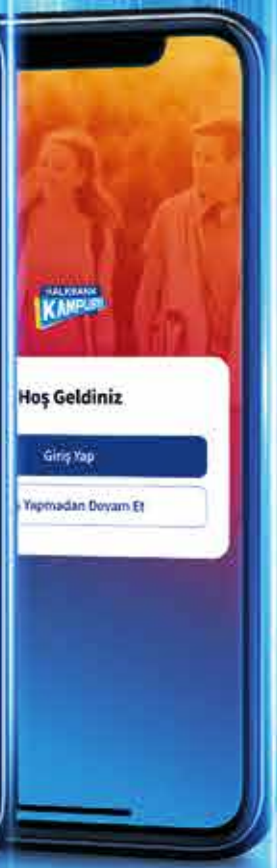 HALKBANK
KAMPÜS
Hoş Geldiniz
Giriş Yap
Yapmadan Devam Et